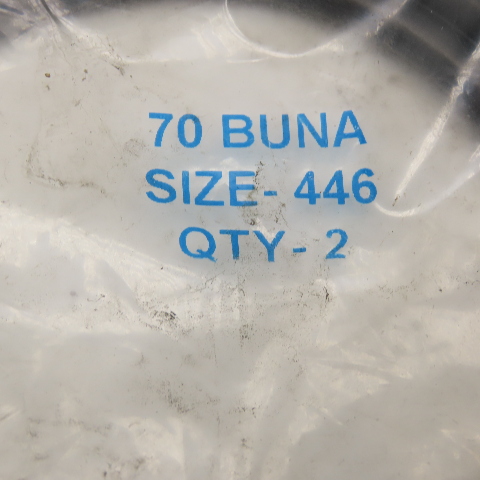 70 BUNA
SIZE- 446
QTY- 2